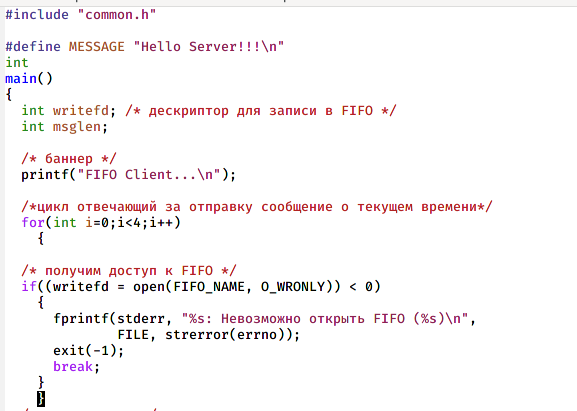 #include "common.h"
#define MESSAGE "Hello Server!!!\n"
int
main()
{
int writefd; /* дескриптор для записи в FIFO */
int msglen;
/* баннер */
printf("FIFO Client...\n");
/*цикл отвечающий за отправку сообщение о текущем времени*/
for(int i=0;i<4;i++)
{
/* получим доступ к FIFO */
if((writefd = open(FIFO_NAME, O_WRONLY)) < 0)
{
fprintf(stderr, "%s: Невозможно открыть FIFO (%s)\n",
FILE, strerror(errno));
exit(-1);
break;
}
}